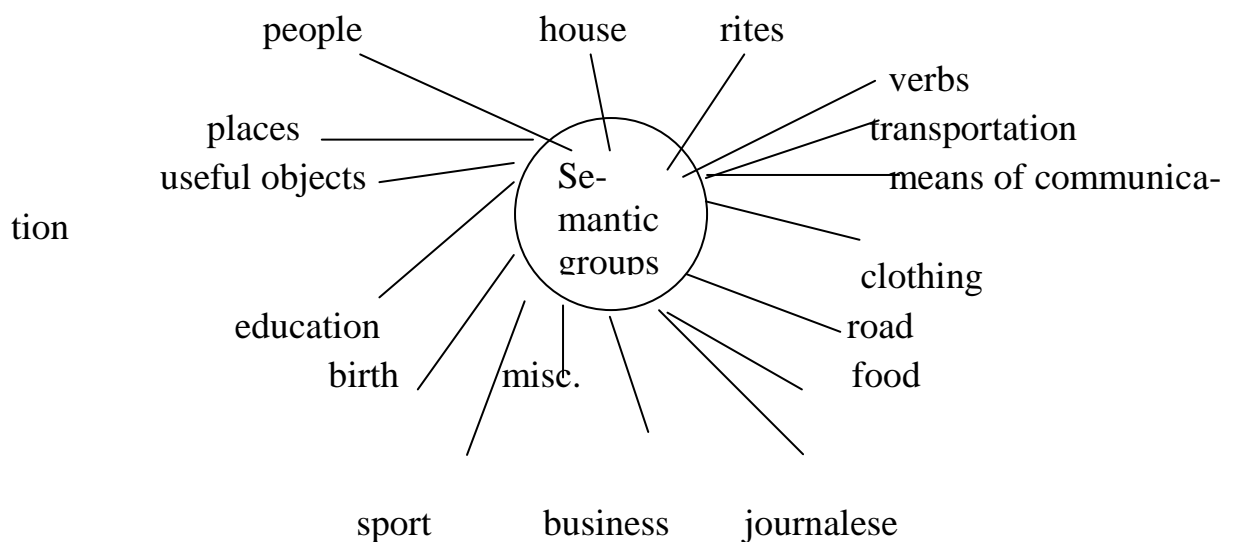 people house rites
verbs
places transportation
useful objects means of communica-
tion
Se-
mantic
groups
clothing
education road
birth misc. food
sport business journalese